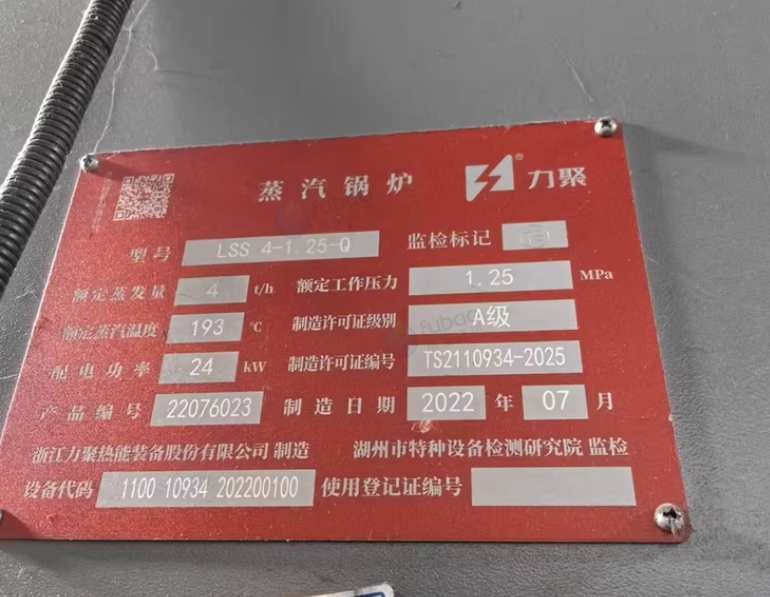 蒸汽锅炉 力聚®
型号 LSS 4-1.25-Q 监检标记
额定蒸发量 4 t/h 额定工作压力 1.25 MPa
额定蒸汽温度 193 ℃ 制造许可证级别 A级
配电功率 24 kW 制造许可证编号 TS2110934-2025
产品编号 22076023 制造日期 2022 年 07 月
浙江力聚热能装备股份有限公司 制造 湖州市特种设备检测研究院 监检
设备代码 1100 10934 202200100 使用登记证编号